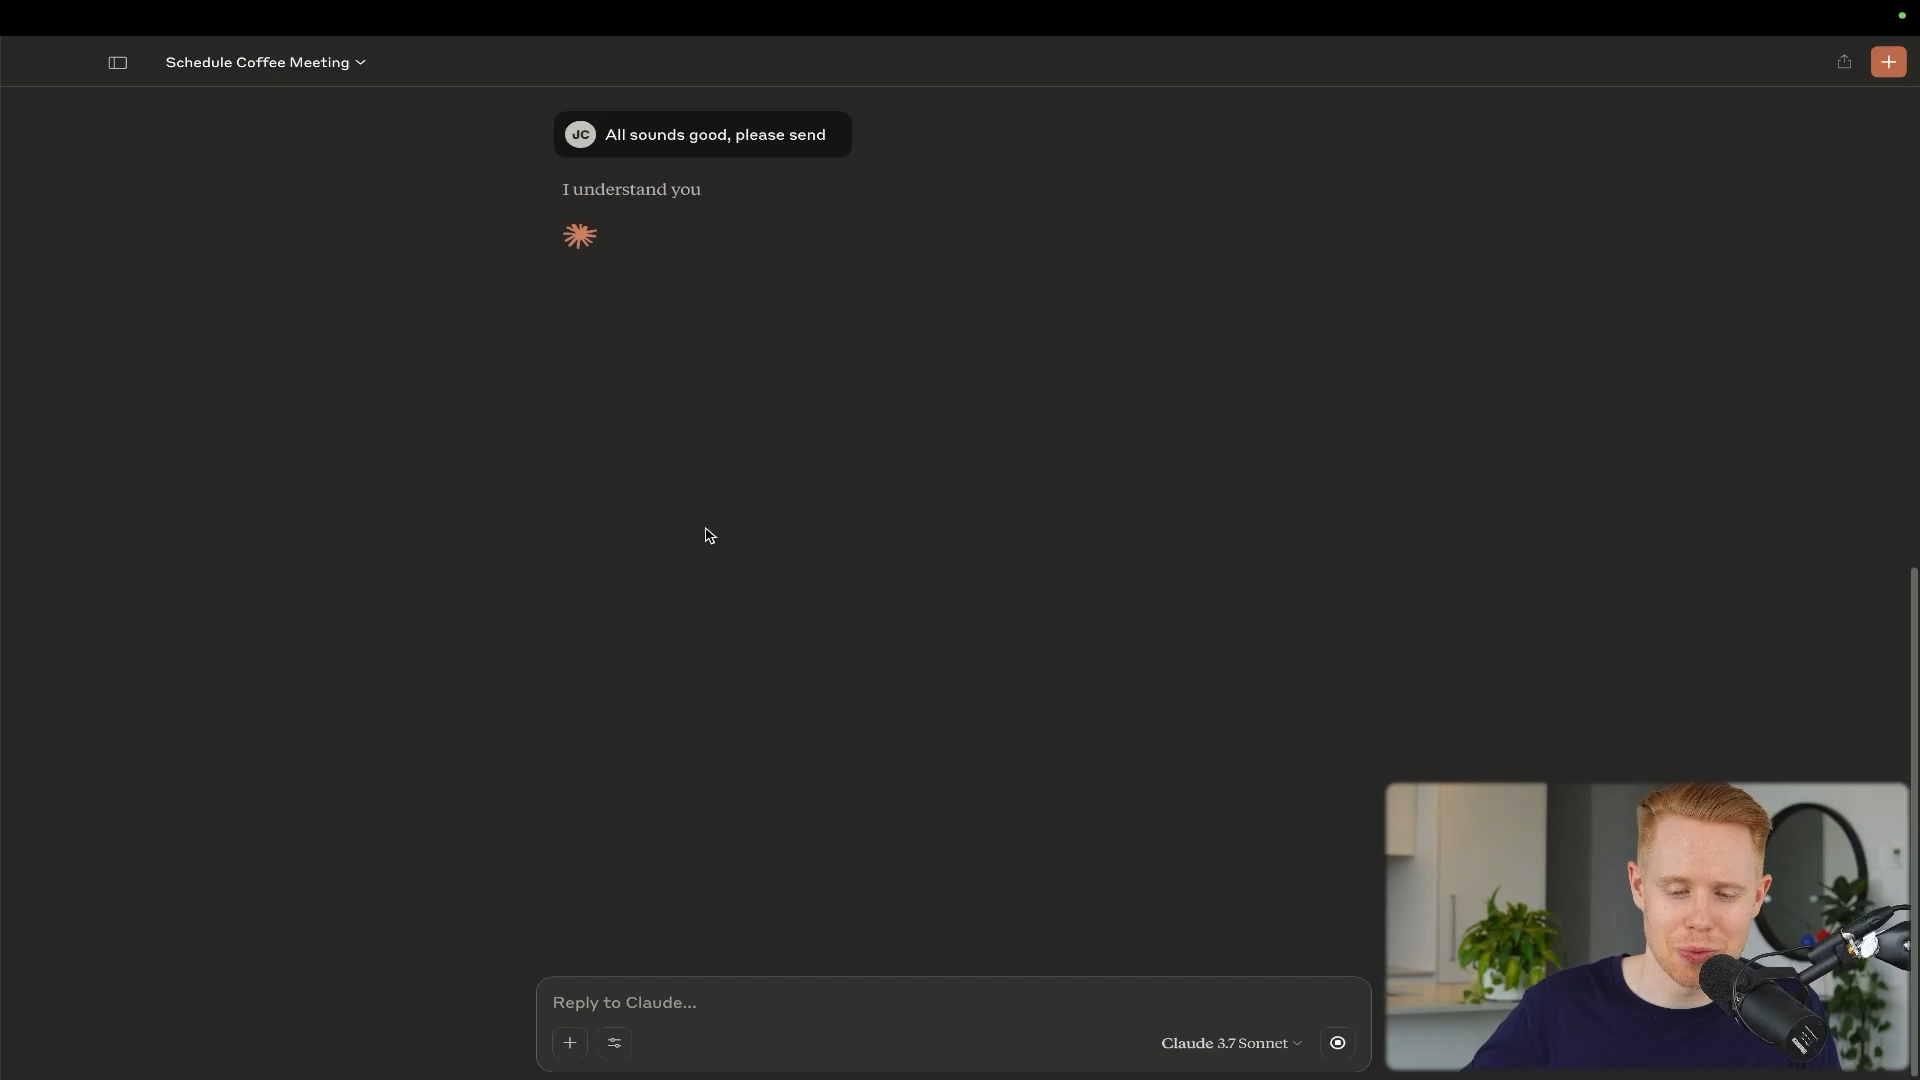 Schedule Coffee Meeting
JC All sounds good, please send
I understand you
Reply to Claude...
Claude 3.7 Sonnet